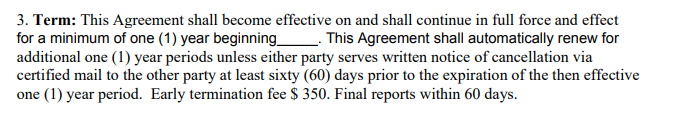 3. Term: This Agreement shall become effective on and shall continue in full force and effect
for a minimum of one (1) year beginning_____. This Agreement shall automatically renew for
additional one (1) year periods unless either party serves written notice of cancellation via
certified mail to the other party at least sixty (60) days prior to the expiration of the then effective
one (1) year period. Early termination fee $ 350. Final reports within 60 days.